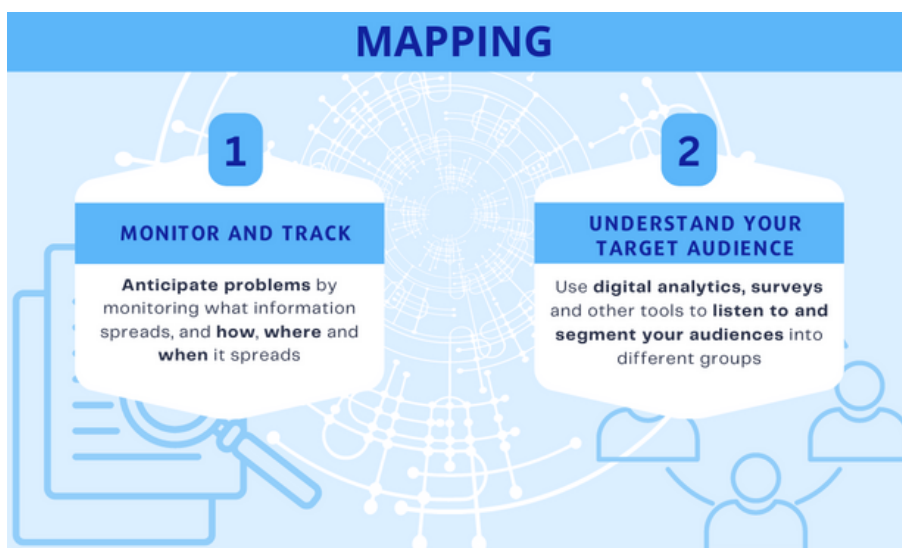 MAPPING
1
MONITOR AND TRACK
Anticipate problems by
monitoring what information
spreads, and how, where and
when it spreads
2
UNDERSTAND YOUR
TARGET AUDIENCE
Use digital analytics, surveys
and other tools to listen to and
segment your audiences into
different groups